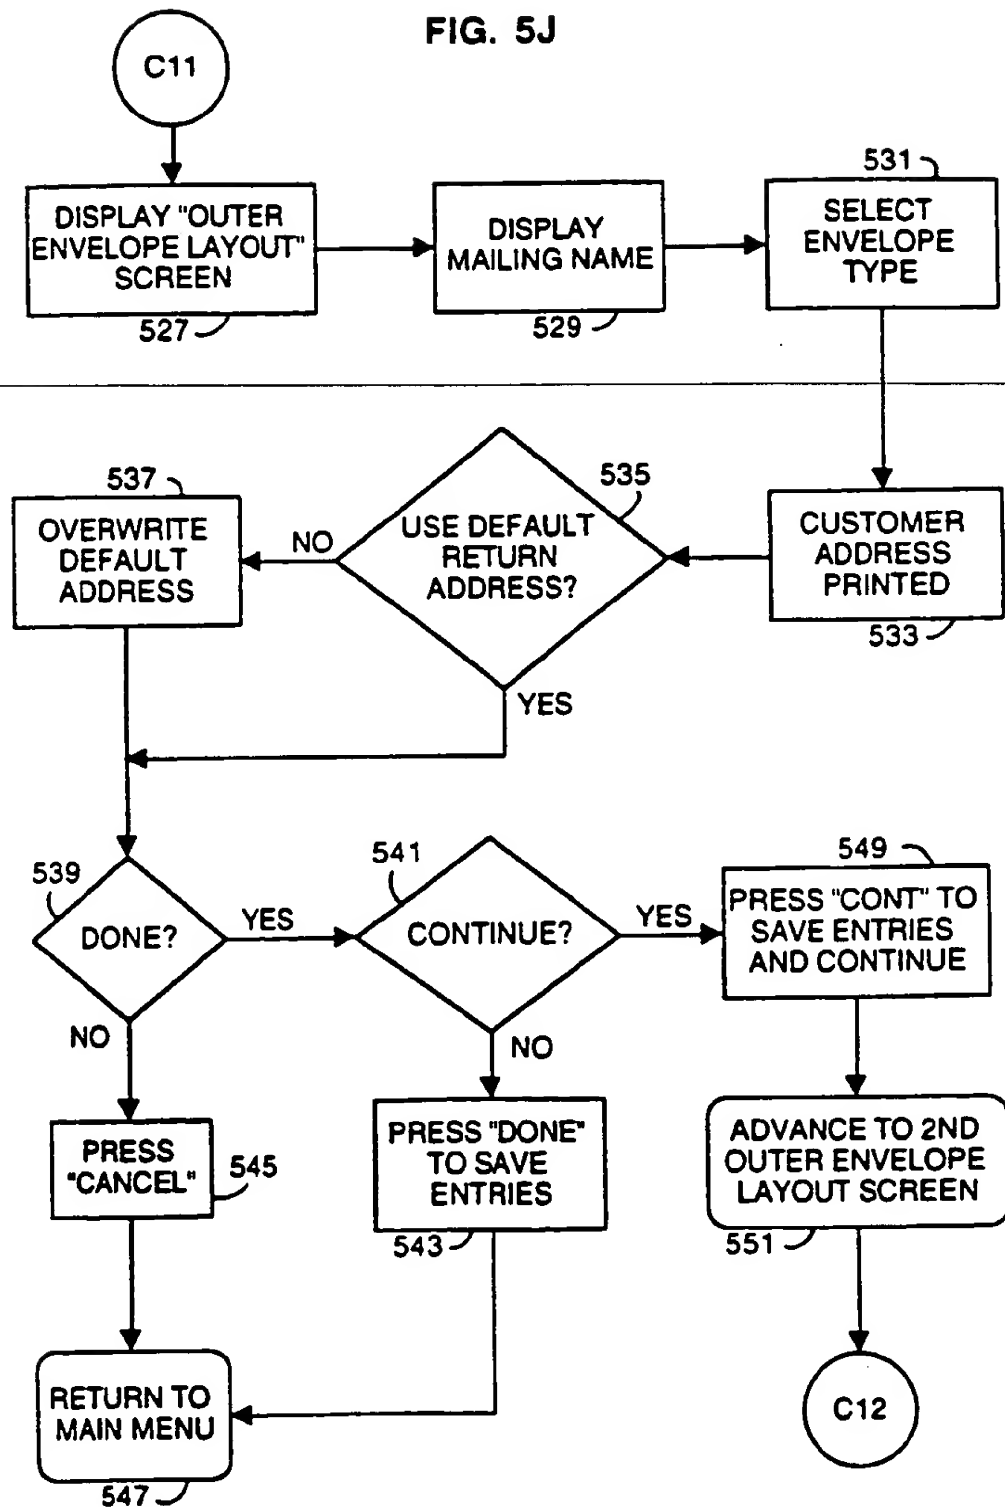 FIG. 5J
C11
DISPLAY "OUTER
ENVELOPE LAYOUT"
SCREEN
527
DISPLAY
MAILING NAME
529
531
SELECT
ENVELOPE
TYPE
537
OVERWRITE
DEFAULT
ADDRESS
NO
535
USE DEFAULT
RETURN
ADDRESS?
YES
CUSTOMER
ADDRESS
PRINTED
533
539
DONE?
YES
NO
541
CONTINUE?
YES
NO
549
PRESS "CONT" TO
SAVE ENTRIES
AND CONTINUE
PRESS
"CANCEL"
545
PRESS "DONE"
TO SAVE
ENTRIES
543
ADVANCE TO 2ND
OUTER ENVELOPE
LAYOUT SCREEN
551
RETURN TO
MAIN MENU
547
C12